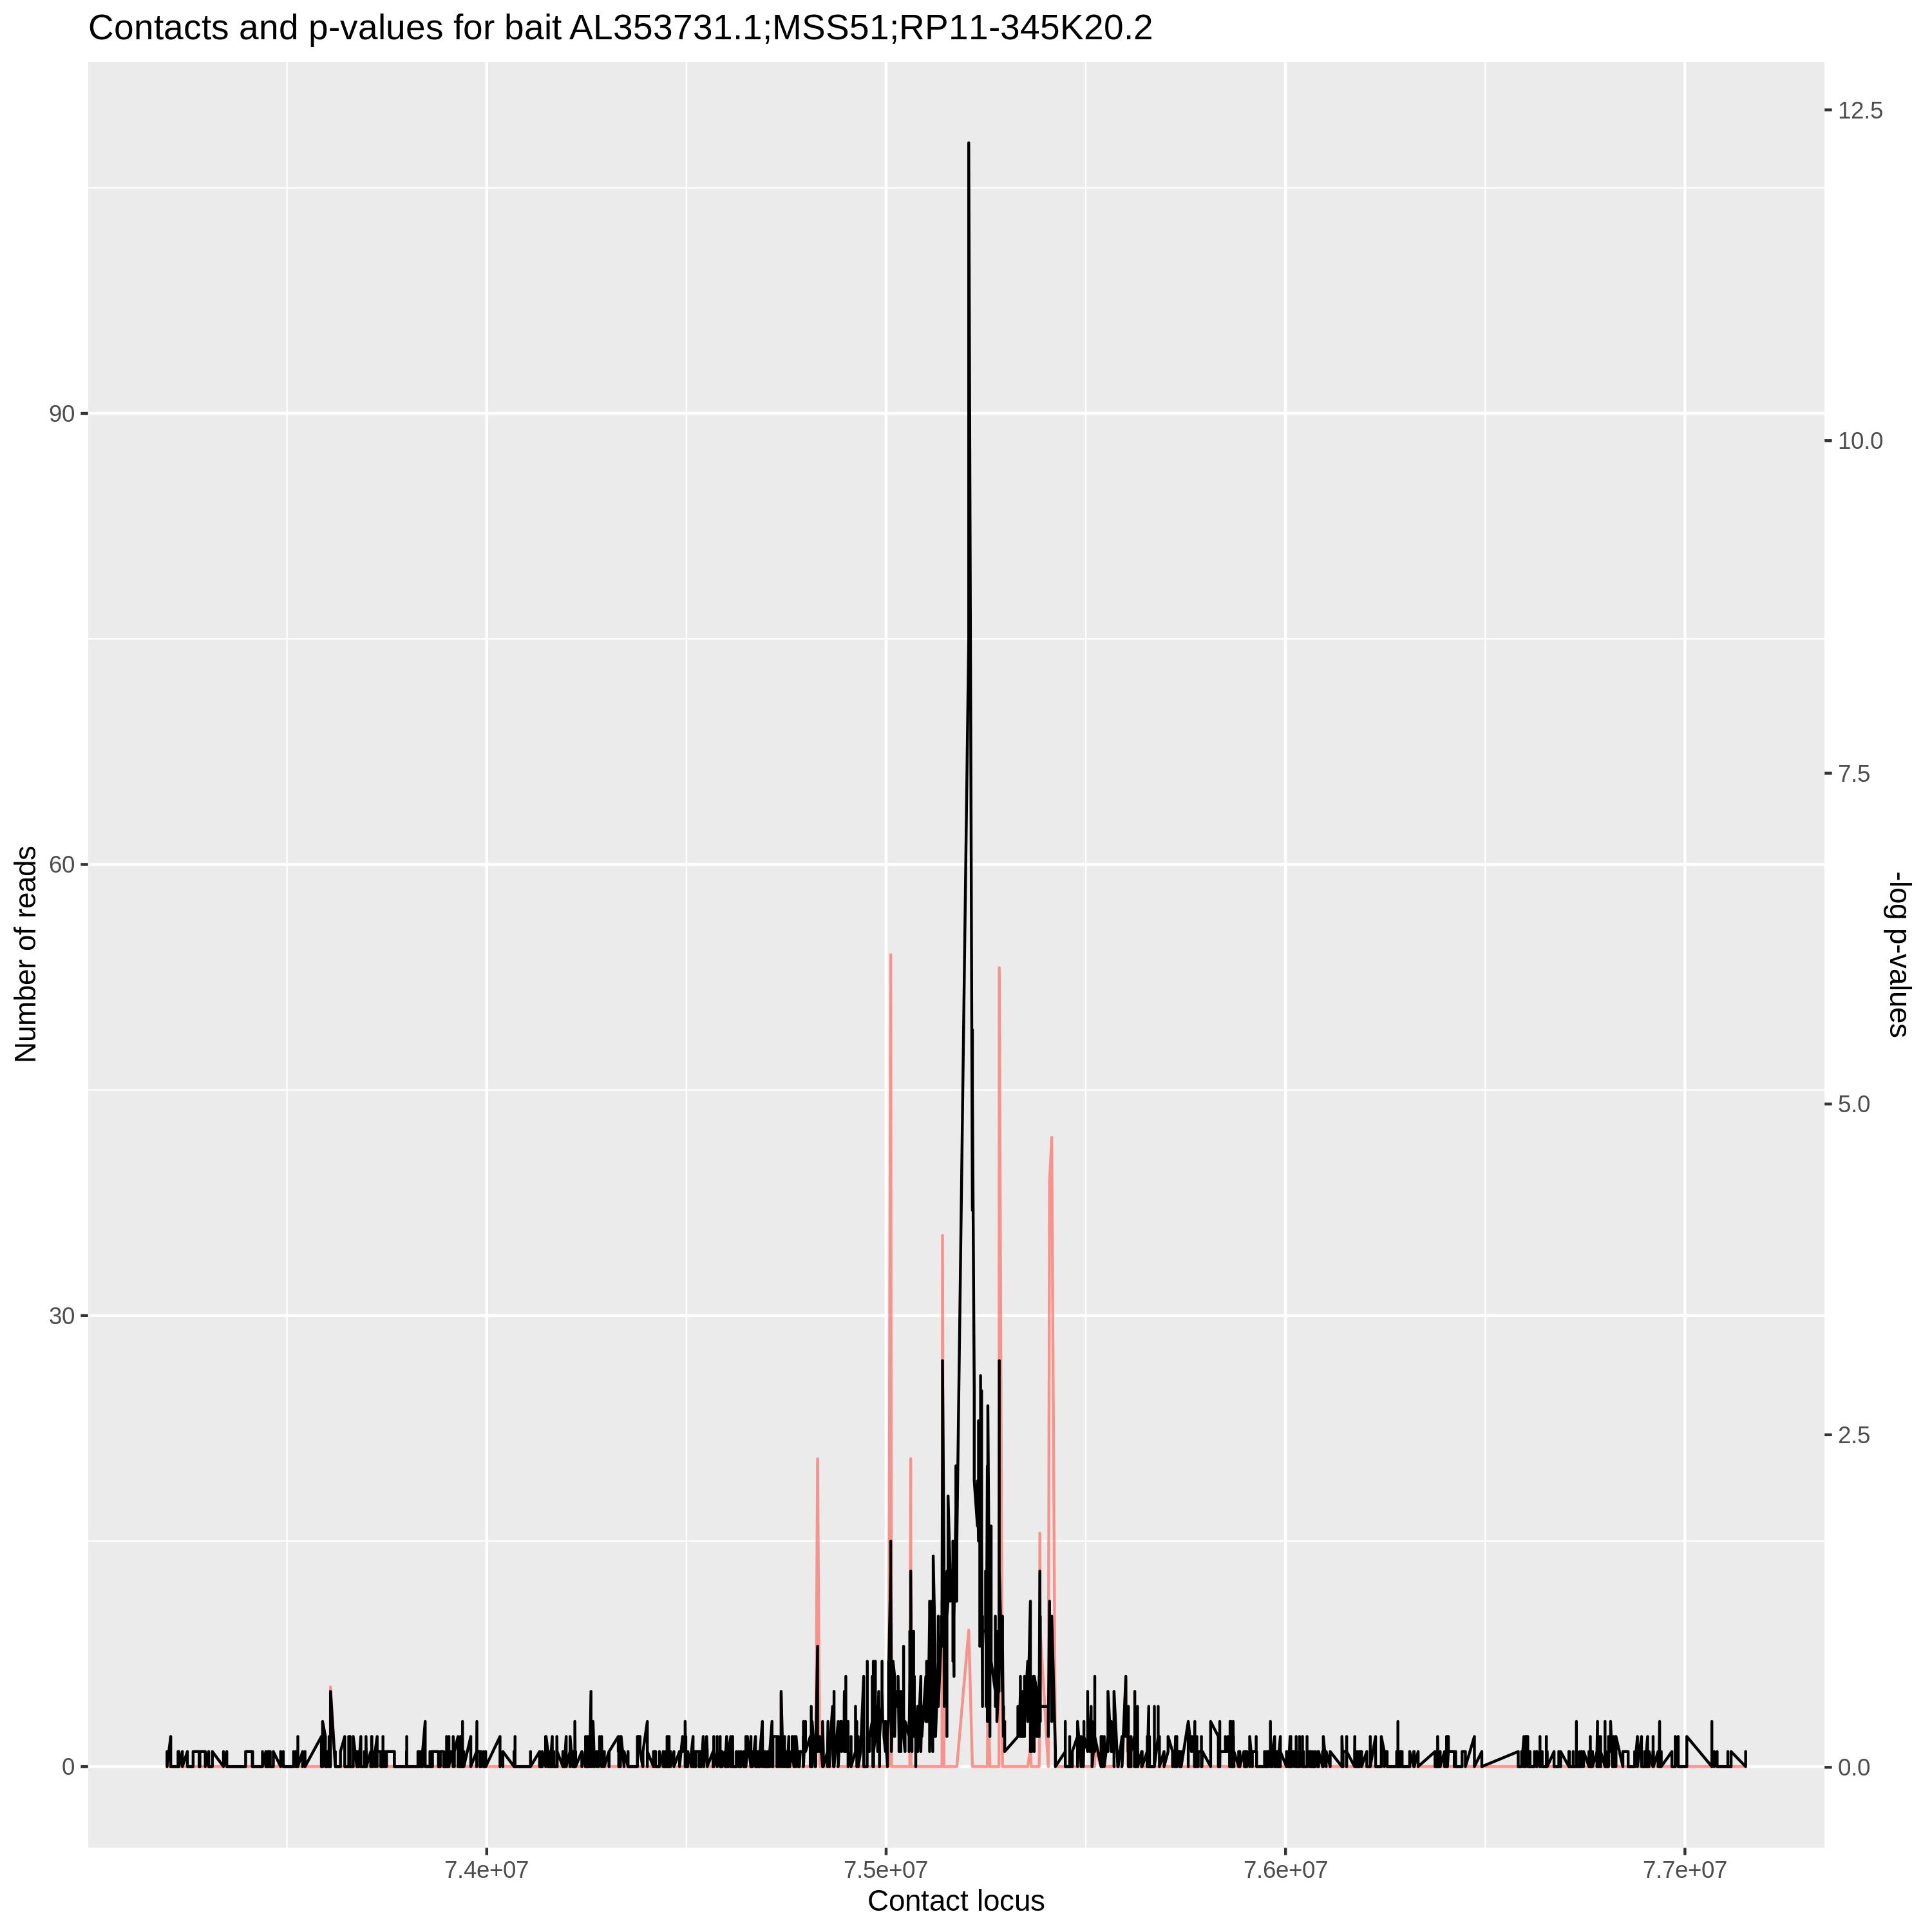 Contacts and p-values for bait AL353731.1;MSS51;RP11-345K20.2
12.5
90
10.0
7.5
60
Number of reads
-log p-values
5.0
30
2.5
0
0.0
7.4e+07
7.5e+07
7.6e+07
7.7e+07
Contact locus